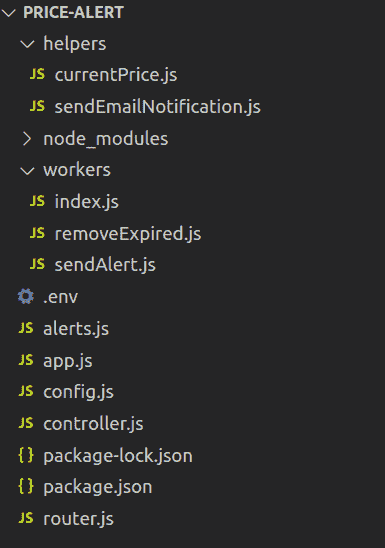 PRICE-ALERT
helpers
JS currentPrice.js
JS sendEmailNotification.js
node_modules
workers
JS index.js
JS removeExpired.js
JS sendAlert.js
.env
JS alerts.js
JS app.js
JS config.js
JS controller.js
{} package-lock.json
{} package.json
JS router.js